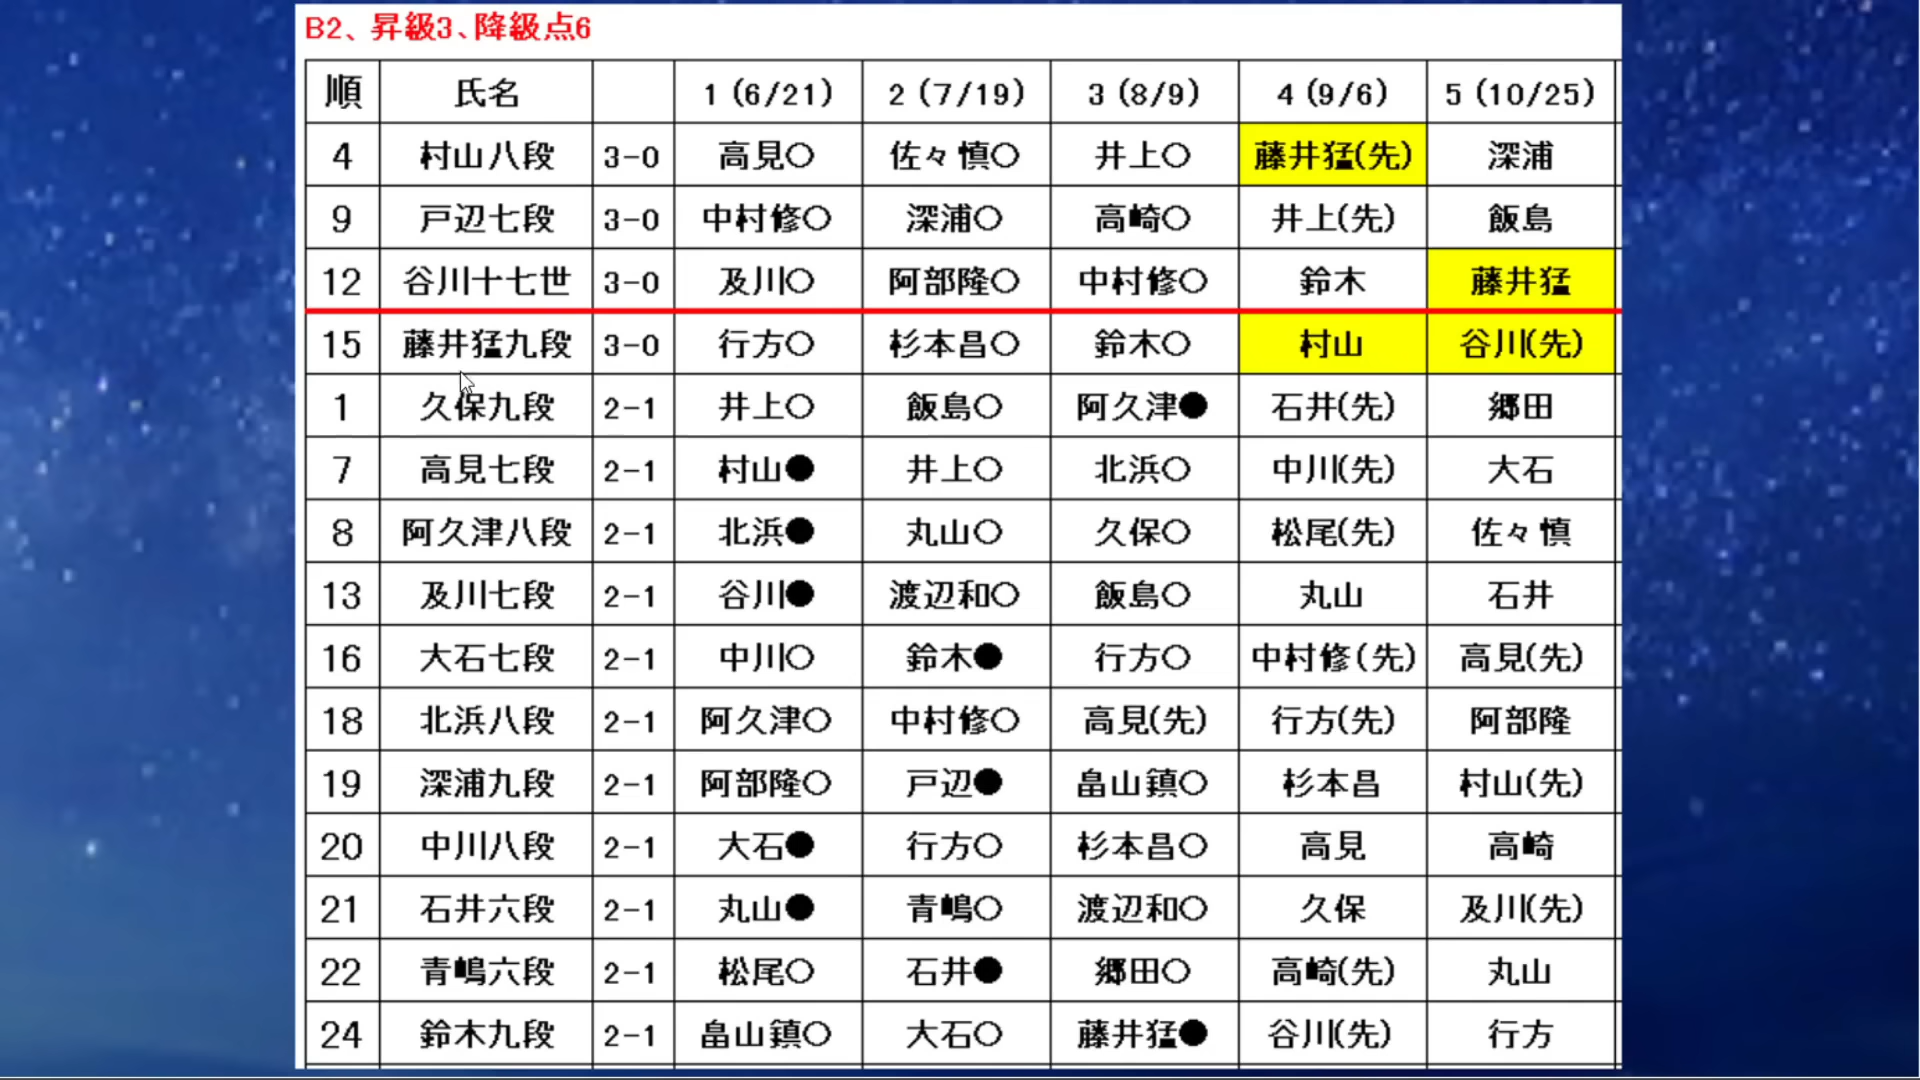 B2、昇級3、降級点6
順 氏名 1(6/21) 2(7/19) 3(8/9) 4(9/6) 5(10/25)
4 村山八段 3-0 高見○ 佐々慎○ 井上○ 藤井猛(先) 深浦
9 戸辺七段 3-0 中村修○ 深浦○ 高崎○ 井上(先) 飯島
12 谷川十七世 3-0 及川○ 阿部隆○ 中村修○ 鈴木 藤井猛
15 藤井猛九段 3-0 行方○ 杉本昌○ 鈴木○ 村山 谷川(先)
1 久保九段 2-1 井上○ 飯島○ 阿久津● 石井(先) 郷田
7 高見七段 2-1 村山● 井上○ 北浜○ 中川(先) 大石
8 阿久津八段 2-1 北浜● 丸山○ 久保○ 松尾(先) 佐々慎
13 及川七段 2-1 谷川● 渡辺和○ 飯島○ 丸山 石井
16 大石七段 2-1 中川○ 鈴木● 行方○ 中村修(先) 高見(先)
18 北浜八段 2-1 阿久津○ 中村修○ 高見(先) 行方(先) 阿部隆
19 深浦九段 2-1 阿部隆○ 戸辺● 畠山鎮○ 杉本昌 村山(先)
20 中川八段 2-1 大石● 行方○ 杉本昌○ 高見 高崎
21 石井六段 2-1 丸山● 青嶋○ 渡辺和○ 久保 及川(先)
22 青嶋六段 2-1 松尾○ 石井● 郷田○ 高崎(先) 丸山
24 鈴木九段 2-1 畠山鎮○ 大石○ 藤井猛● 谷川(先) 行方